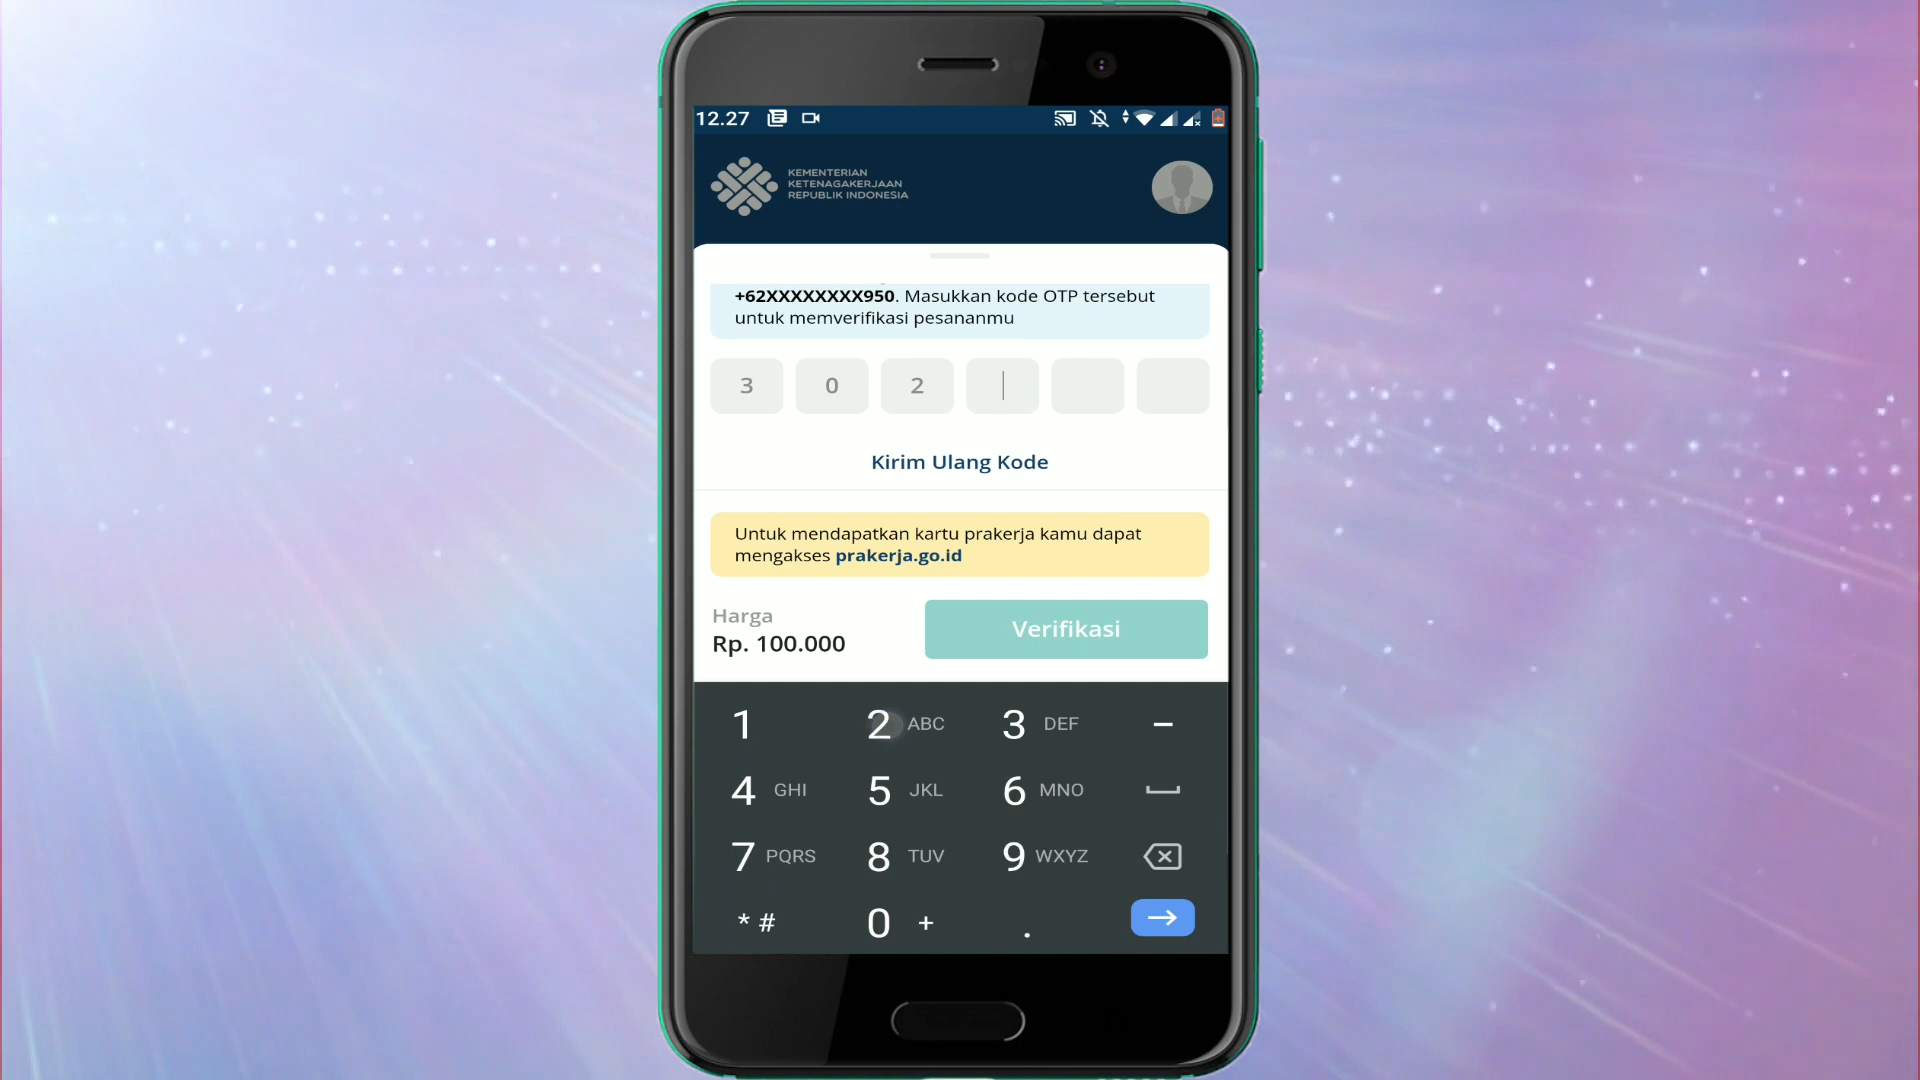 12.27
KEMENTERIAN
KETENAGAKERJAAN
REPUBLIK INDONESIA
+62XXXXXXXX950. Masukkan kode OTP tersebut
untuk memverifikasi pesananmu
3 0 2
Kirim Ulang Kode
Untuk mendapatkan kartu prakerja kamu dapat
mengakses prakerja.go.id
Harga
Rp. 100.000
Verifikasi
1 2 ABC 3 DEF –
4 GHI 5 JKL 6 MNO
7 PQRS 8 TUV 9 WXYZ
* # 0 + .